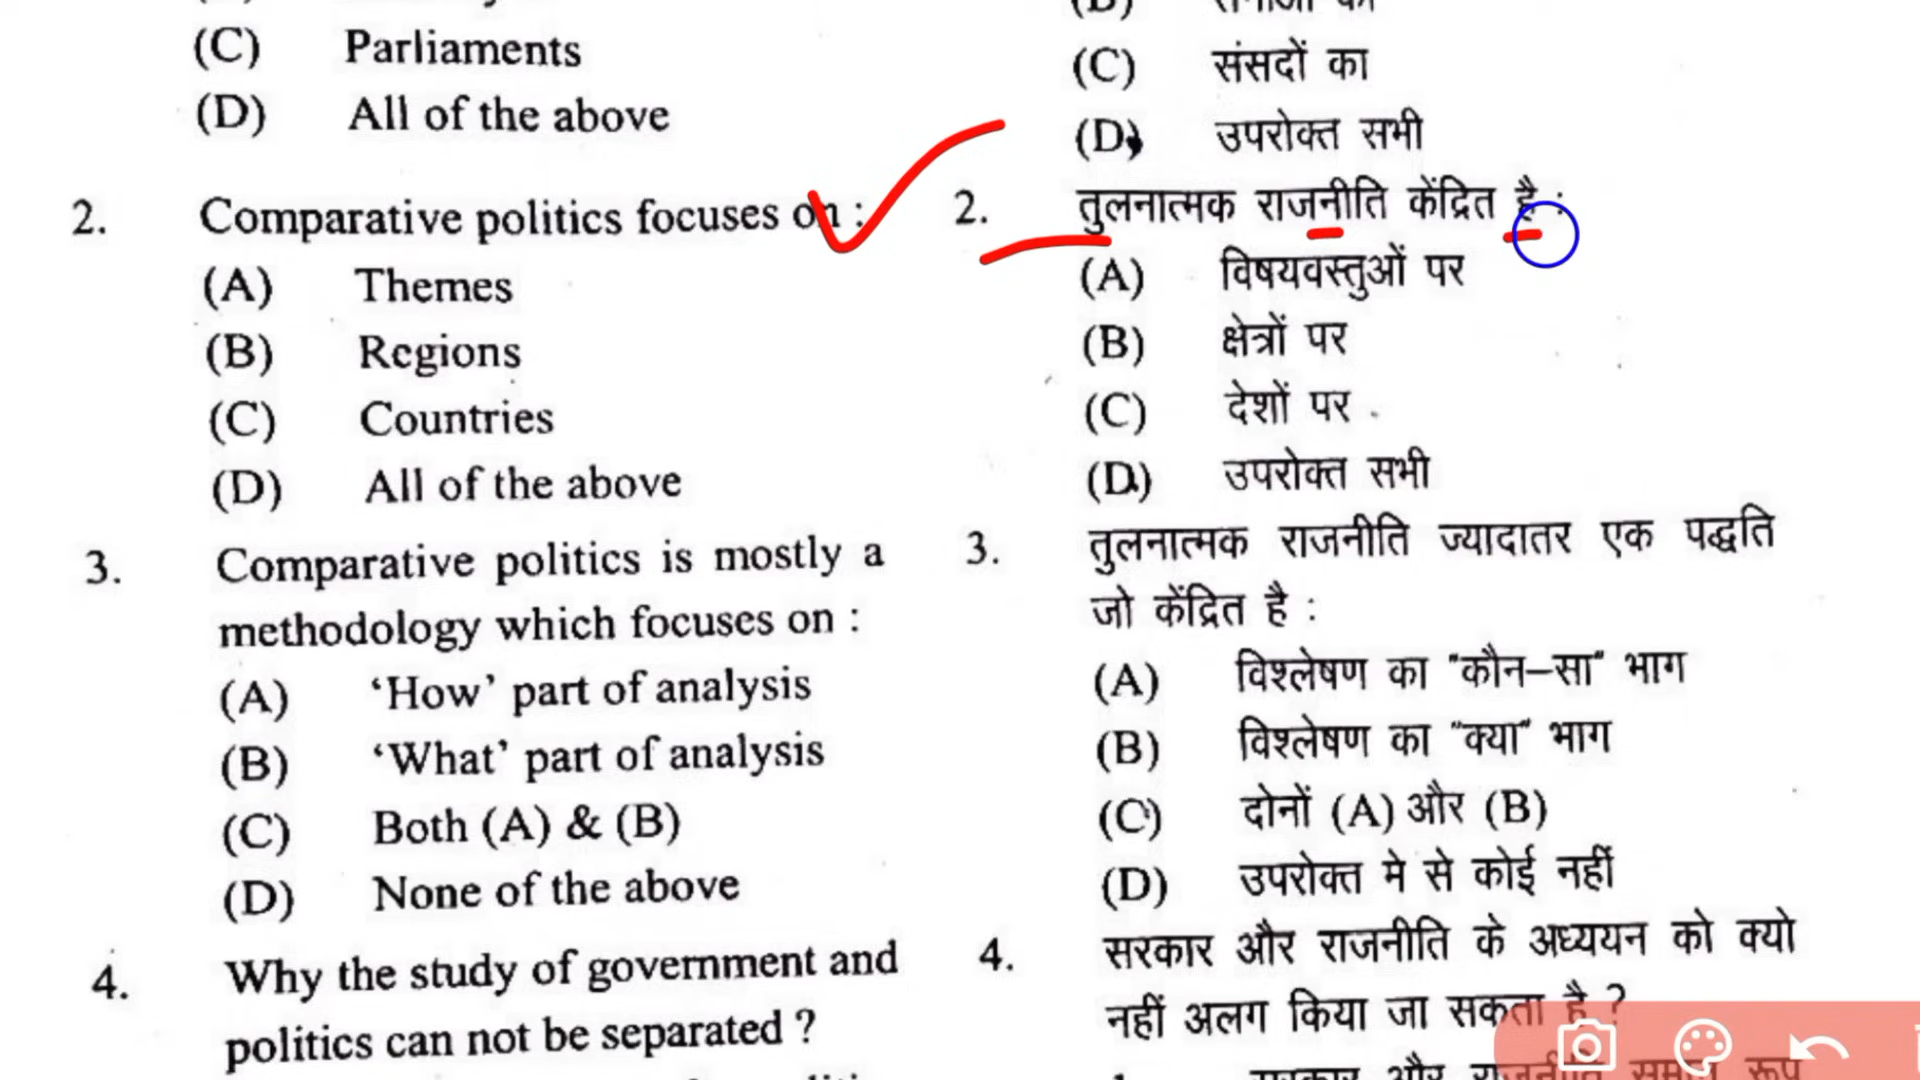 (C) Parliaments
(D) All of the above
2. Comparative politics focuses on :
(A) Themes
(B) Regions
(C) Countries
(D) All of the above
3. Comparative politics is mostly a
methodology which focuses on :
(A) ‘How’ part of analysis
(B) ‘What’ part of analysis
(C) Both (A) & (B)
(D) None of the above
4. Why the study of government and
politics can not be separated ?
(C) संसदों का
(D) उपरोक्त सभी
2. तुलनात्मक राजनीति केंद्रित है :
(A) विषयवस्तुओं पर
(B) क्षेत्रों पर
(C) देशों पर
(D) उपरोक्त सभी
3. तुलनात्मक राजनीति ज्यादातर एक पद्धति
जो केंद्रित है :
(A) विश्लेषण का "कौन–सा" भाग
(B) विश्लेषण का "क्या" भाग
(C) दोनों (A) और (B)
(D) उपरोक्त मे से कोई नहीं
4. सरकार और राजनीति के अध्ययन को क्यो
नहीं अलग किया जा सकता है ?
सरकार और राजनीति समान रूप